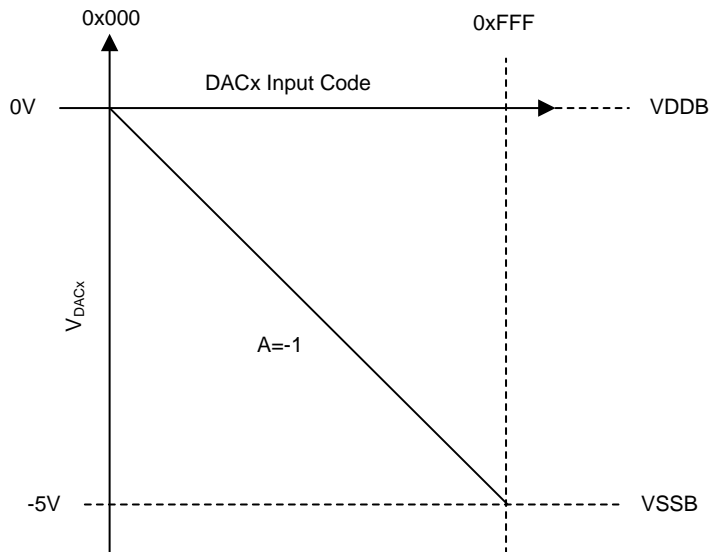 0x000
0xFFF
DACx Input Code
0V
VDDB
VDACx
A=-1
-5V
VSSB